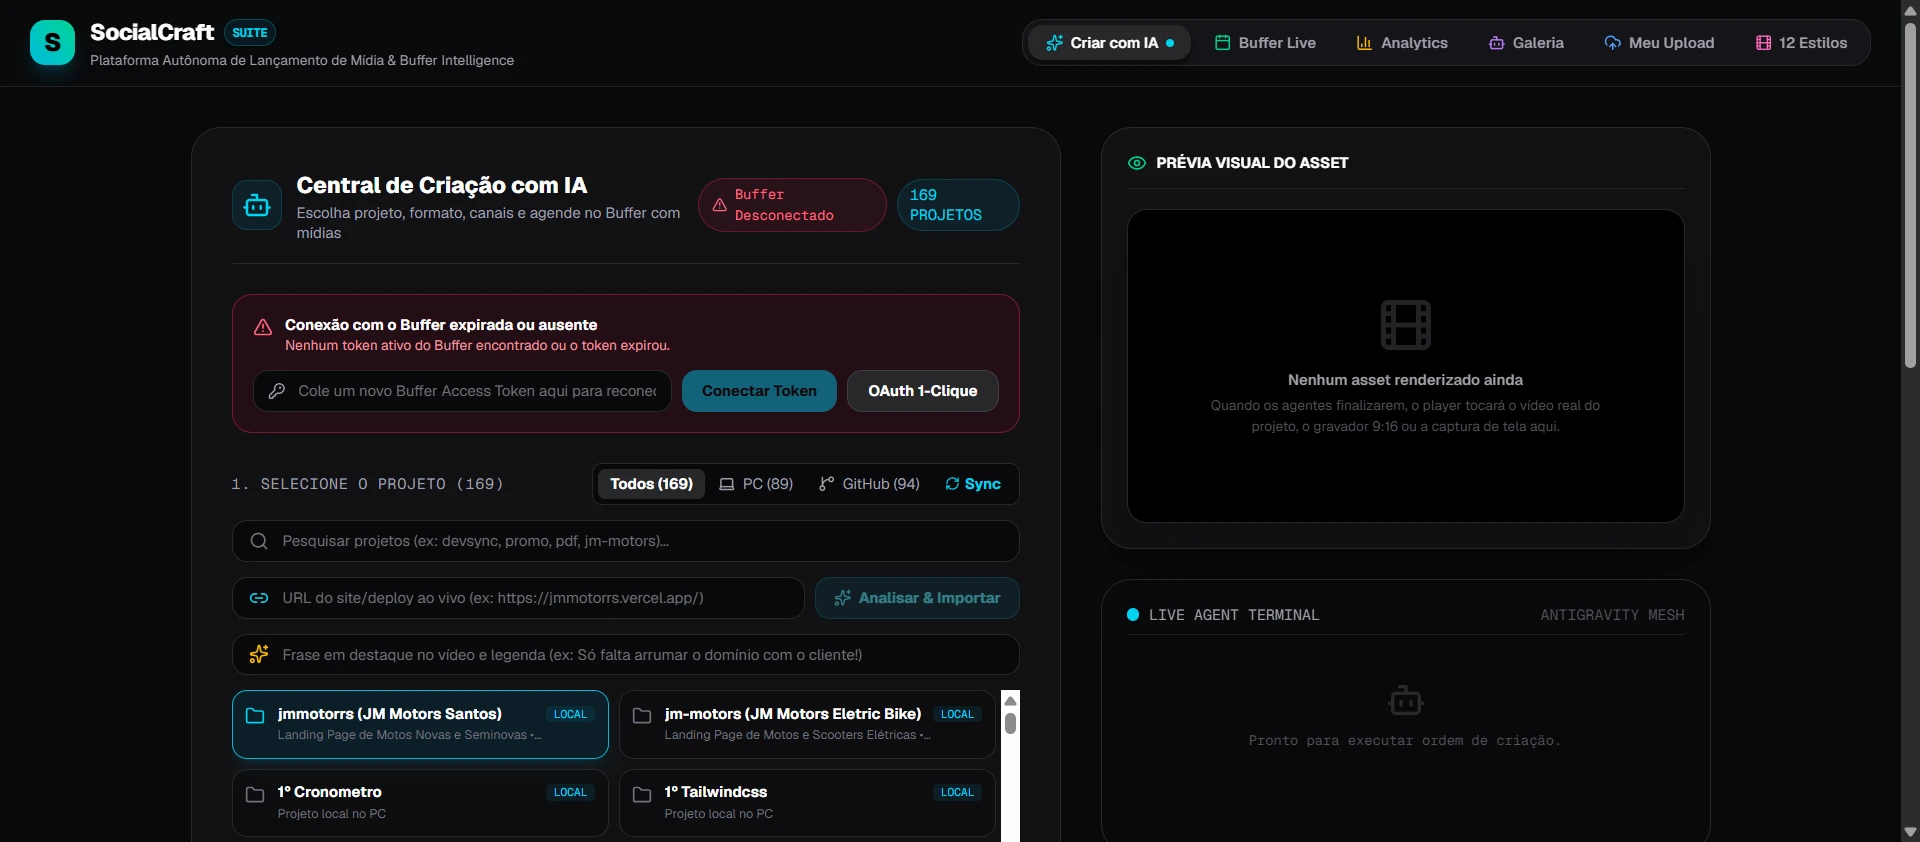 S
SocialCraft
SUITE
Plataforma Autônoma de Lançamento de Mídia & Buffer Intelligence
Criar com IA
Buffer Live
Analytics
Galeria
Meu Upload
12 Estilos
Central de Criação com IA
Escolha projeto, formato, canais e agende no Buffer com
mídias
Buffer
Desconectado
169
PROJETOS
Conexão com o Buffer expirada ou ausente
Nenhum token ativo do Buffer encontrado ou o token expirou.
Cole um novo Buffer Access Token aqui para reconec
Conectar Token
OAuth 1-Clique
1. SELECIONE O PROJETO (169)
Todos (169)
PC (89)
GitHub (94)
Sync
Pesquisar projetos (ex: devsync, promo, pdf, jm-motors)...
URL do site/deploy ao vivo (ex: https://jmmotorrs.vercel.app/)
Analisar & Importar
Frase em destaque no vídeo e legenda (ex: Só falta arrumar o domínio com o cliente!)
jmmotorrs (JM Motors Santos)
LOCAL
Landing Page de Motos Novas e Seminovas •...
jm-motors (JM Motors Eletric Bike)
LOCAL
Landing Page de Motos e Scooters Elétricas •...
1º Cronometro
LOCAL
Projeto local no PC
1º Tailwindcss
LOCAL
Projeto local no PC
PRÉVIA VISUAL DO ASSET
Nenhum asset renderizado ainda
Quando os agentes finalizarem, o player tocará o vídeo real do
projeto, o gravador 9:16 ou a captura de tela aqui.
LIVE AGENT TERMINAL
ANTIGRAVITY MESH
Pronto para executar ordem de criação.